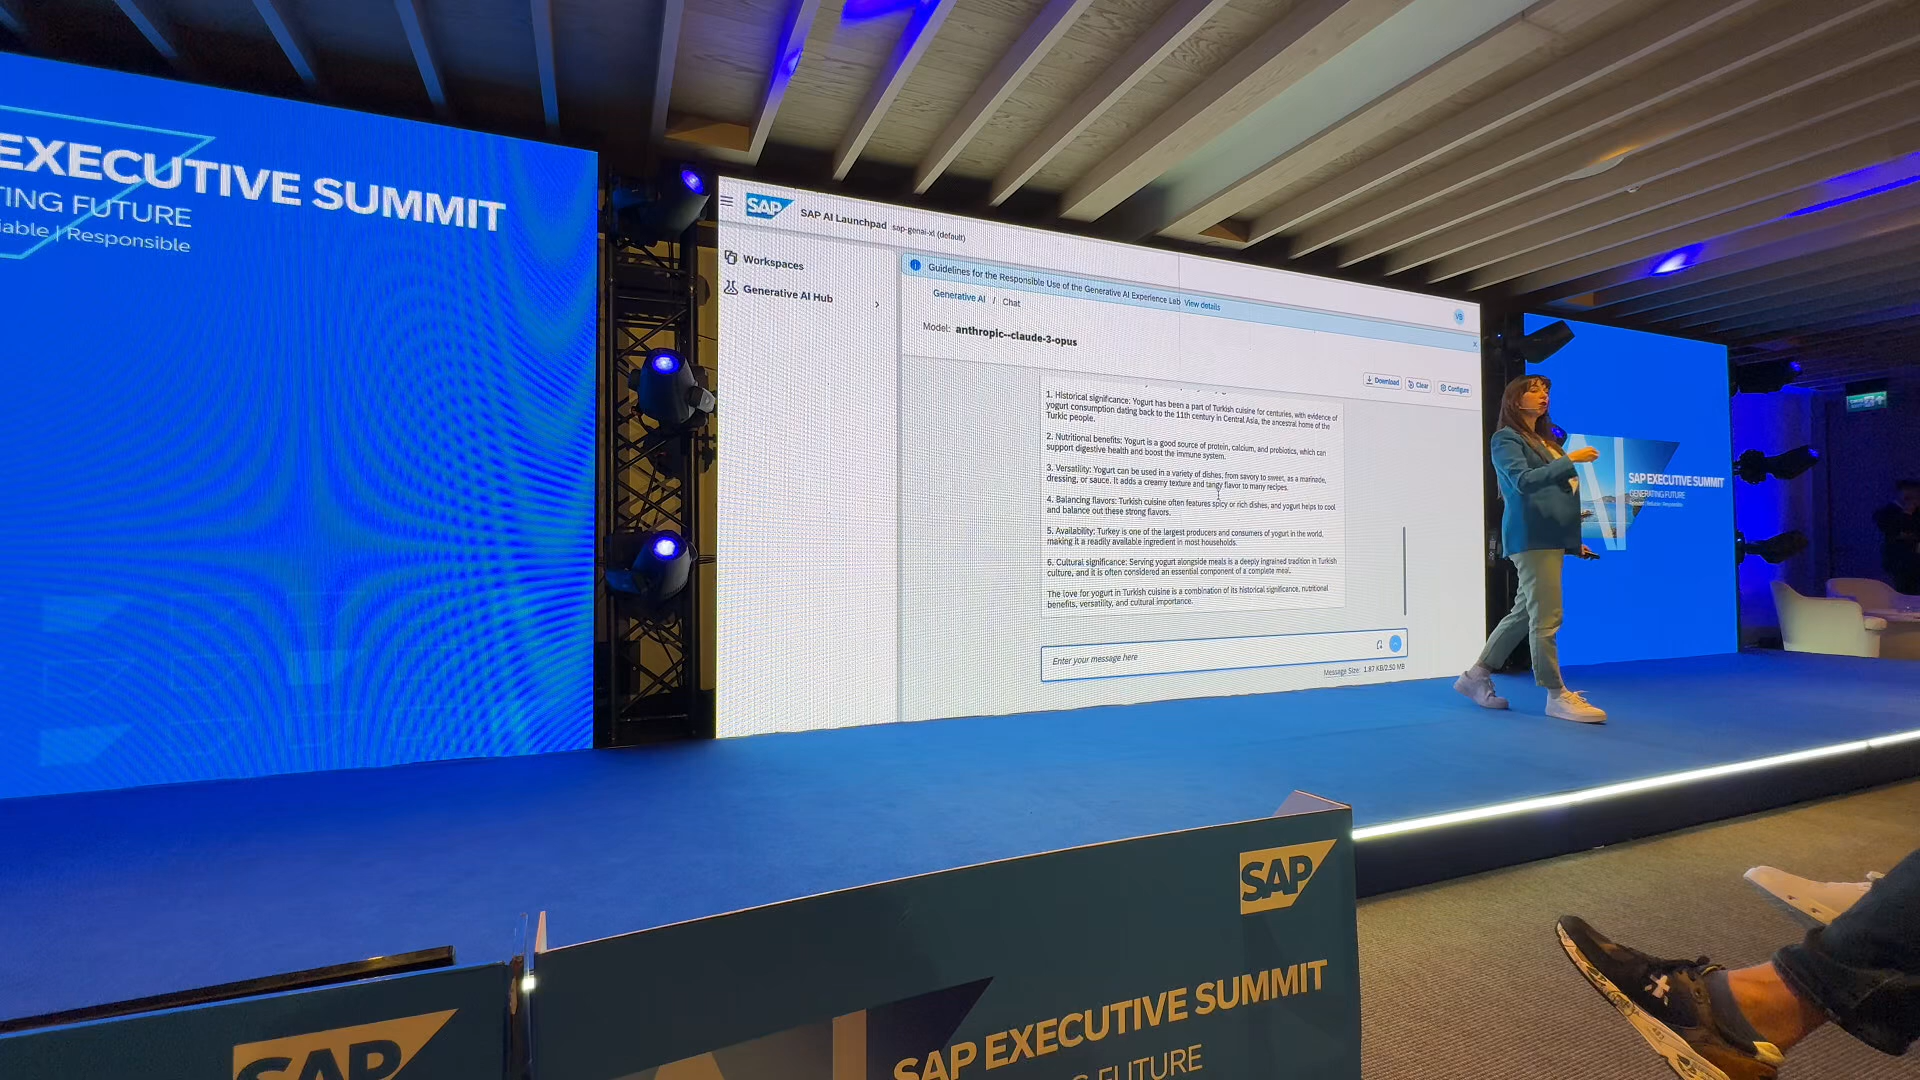 EXECUTIVE SUMMIT
TING FUTURE
iable | Responsible
SAP
SAP AI Launchpad sap-genai-xl (default)
Workspaces
Generative AI Hub
Guidelines for the Responsible Use of the Generative AI Experience Lab View details
Generative AI / Chat
VB
Model: anthropic--claude-3-opus
Download
Clear
Configure
1. Historical significance: Yogurt has been a part of Turkish cuisine for centuries, with evidence of
yogurt consumption dating back to the 11th century in Central Asia, the ancestral home of the
Turkic people.
2. Nutritional benefits: Yogurt is a good source of protein, calcium, and probiotics, which can
support digestive health and boost the immune system.
3. Versatility: Yogurt can be used in a variety of dishes, from savory to sweet, as a marinade,
dressing, or sauce. It adds a creamy texture and tangy flavor to many recipes.
4. Balancing flavors: Turkish cuisine often features spicy or rich dishes, and yogurt helps to cool
and balance out these strong flavors.
5. Availability: Turkey is one of the largest producers and consumers of yogurt in the world,
making it a readily available ingredient in most households.
6. Cultural significance: Serving yogurt alongside meals is a deeply ingrained tradition in Turkish
culture, and it is often considered an essential component of a complete meal.
The love for yogurt in Turkish cuisine is a combination of its historical significance, nutritional
benefits, versatility, and cultural importance.
Enter your message here
Message Size: 1.87 KB/2.50 MB
SAP EXECUTIVE SUMMIT
GENERATING FUTURE
SAP
SAP EXECUTIVE SUMMIT
G FUTURE
SAP